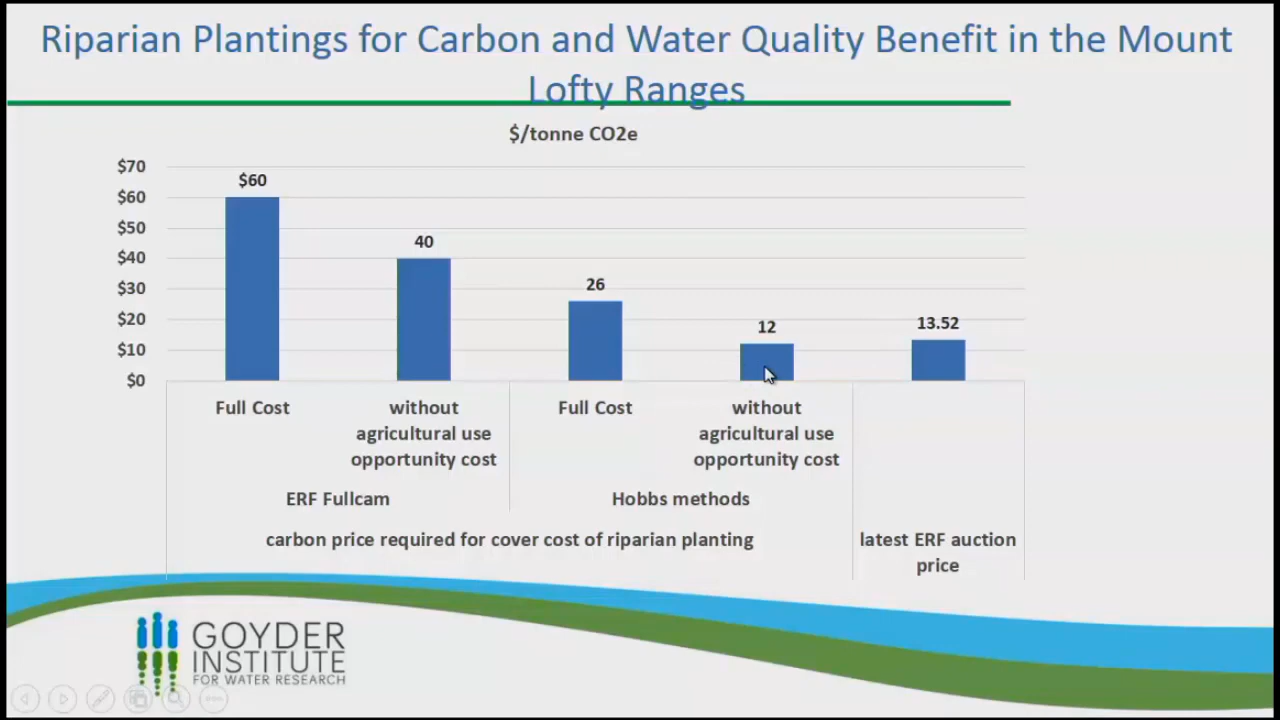 Riparian Plantings for Carbon and Water Quality Benefit in the Mount
Lofty Ranges
$/tonne CO2e
$70
$60
$50
$40
$30
$20
$10
$0
$60
40
26
12
13.52
Full Cost
without
agricultural use
opportunity cost
Full Cost
without
agricultural use
opportunity cost
ERF Fullcam
Hobbs methods
carbon price required for cover cost of riparian planting
latest ERF auction
price
GOYDER
INSTITUTE
FOR WATER RESEARCH